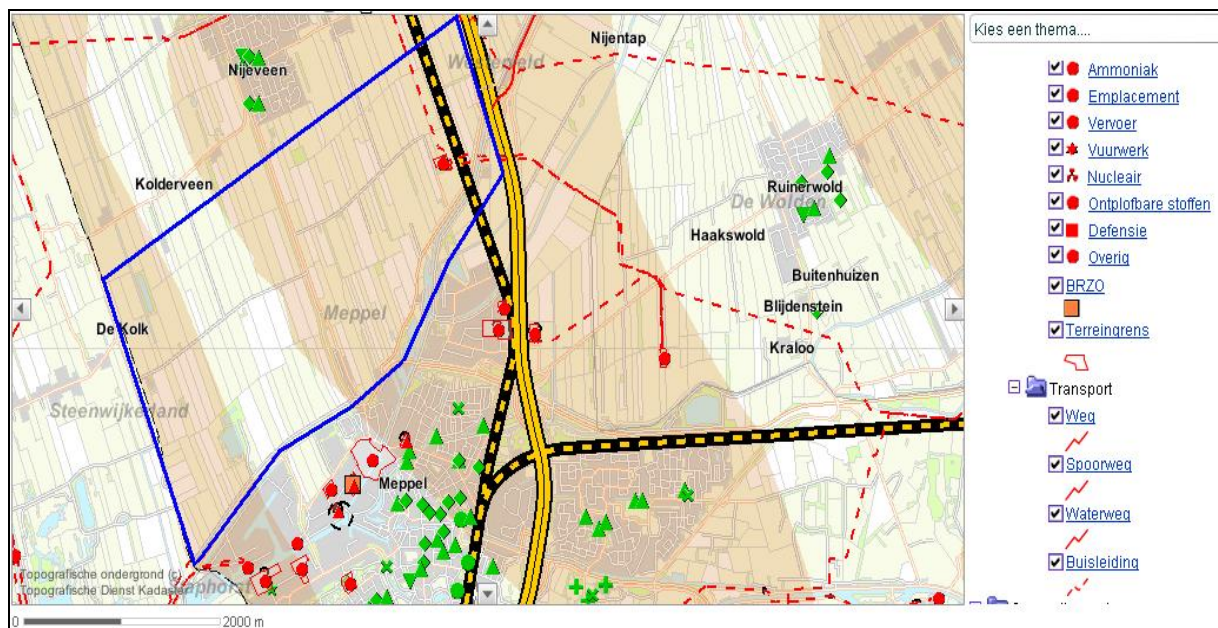 Nijentap
Westerveld
Nijeveen
Kolderveen
Ruinerwold
De Wolden
Haakswold
Buitenhuizen
Meppel
Blijdenstein
De Kolk
Kraloo
Steenwijkerland
Meppel
Topografische ondergrond (c)
Topografische Dienst Kadaster
Staphorst
0 2000 m
Kies een thema....
Ammoniak
Emplacement
Vervoer
Vuurwerk
Nucleair
Ontplofbare stoffen
Defensie
Overig
BRZO
Terreingrens
Transport
Weg
Spoorweg
Waterweg
Buisleiding